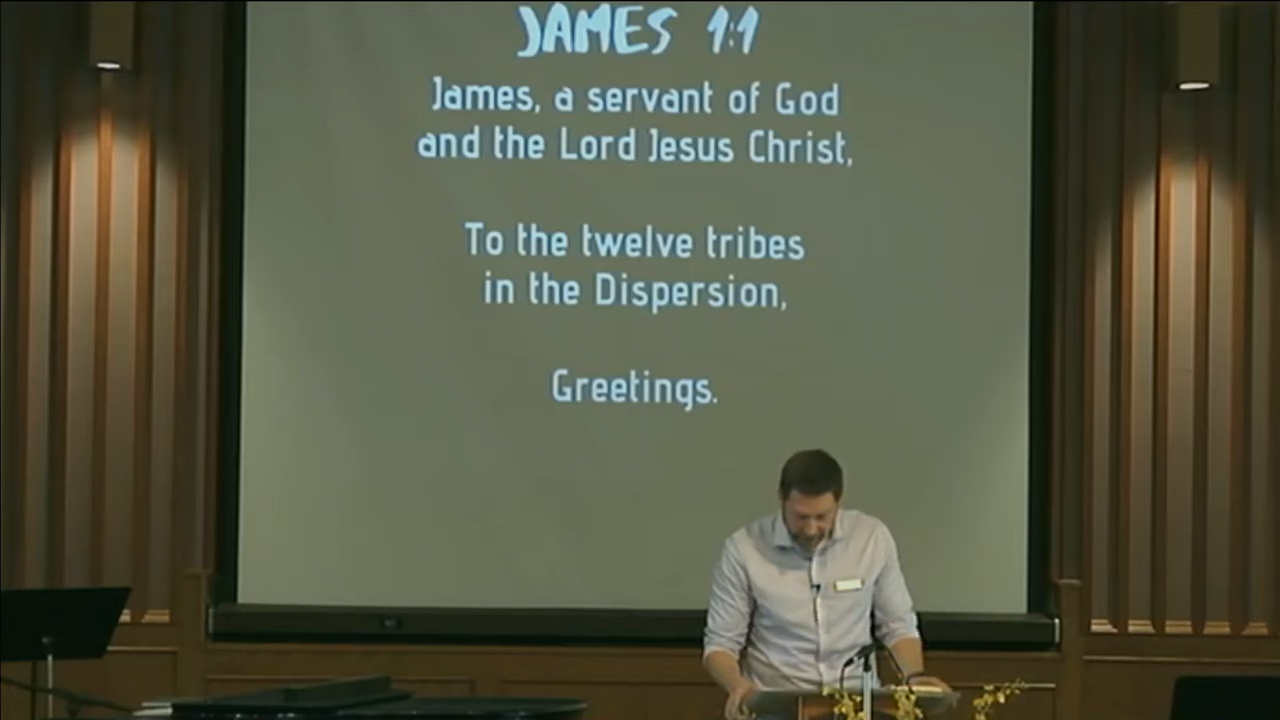 JAMES 1:1
James, a servant of God
and the Lord Jesus Christ,
To the twelve tribes
in the Dispersion,
Greetings.